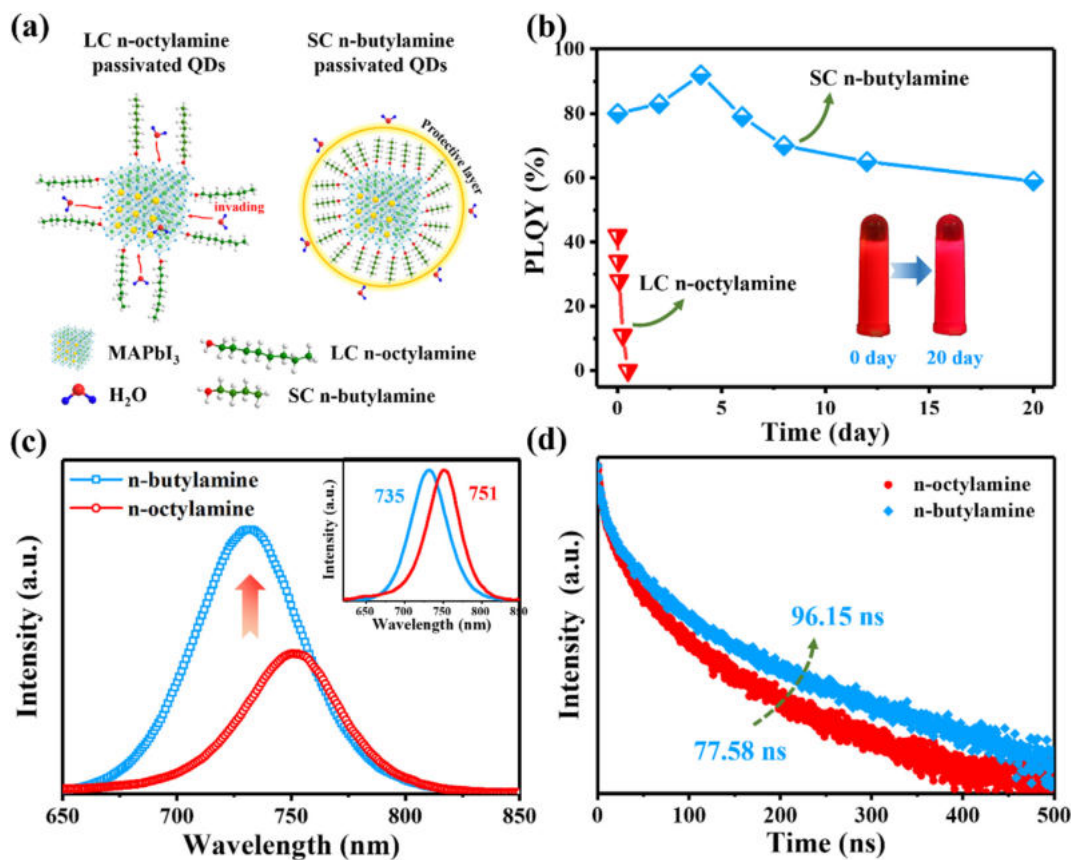 (a)
LC n-octylamine
passivated QDs
SC n-butylamine
passivated QDs
invading
Protective layer
MAPbI₃
LC n-octylamine
H₂O
SC n-butylamine
(b)
100
80
60
40
20
0
PLQY (%)
SC n-butylamine
LC n-octylamine
0 day
20 day
0
5
10
15
20
Time (day)
(c)
n-butylamine
n-octylamine
Intensity (a.u.)
650
700
750
800
850
Wavelength (nm)
735
751
Intensity (a.u.)
650
700
750
800
850
Wavelength (nm)
(d)
n-octylamine
n-butylamine
96.15 ns
77.58 ns
Intensity (a.u.)
0
100
200
300
400
500
Time (ns)